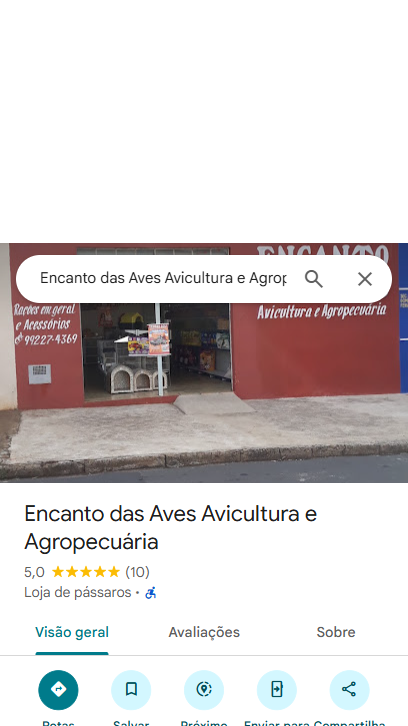 ENCANTO
Encanto das Aves Avicultura e Agrop
Rações em geral
e Acessórios
99227-4369
Avicultura e Agropecuária
Encanto das Aves Avicultura e
Agropecuária
5,0 ★★★★★ (10)
Loja de pássaros ·
Visão geral
Avaliações
Sobre
Rotas
Salvar
Próximo
Enviar para
Compartilha